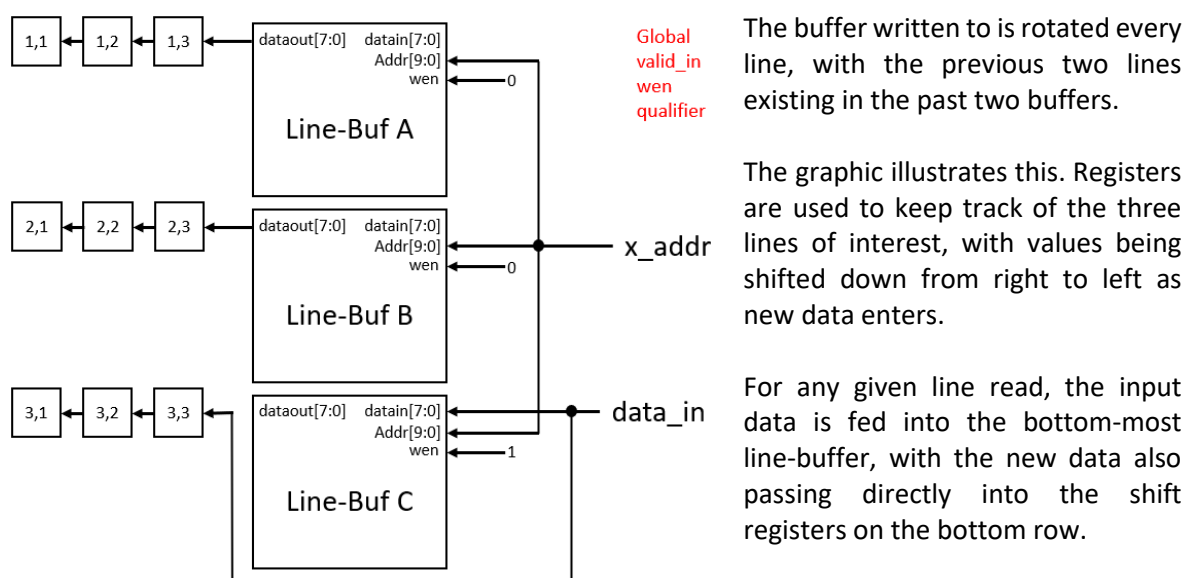 1,1
1,2
1,3
dataout[7:0] datain[7:0]
Addr[9:0]
wen
0
Line-Buf A
2,1
2,2
2,3
dataout[7:0] datain[7:0]
Addr[9:0]
wen
0
Line-Buf B
3,1
3,2
3,3
dataout[7:0] datain[7:0]
Addr[9:0]
wen
1
Line-Buf C
x_addr
data_in
Global
valid_in
wen
qualifier
The buffer written to is rotated every
line, with the previous two lines
existing in the past two buffers.
The graphic illustrates this. Registers
are used to keep track of the three
lines of interest, with values being
shifted down from right to left as
new data enters.
For any given line read, the input
data is fed into the bottom-most
line-buffer, with the new data also
passing directly into the shift
registers on the bottom row.